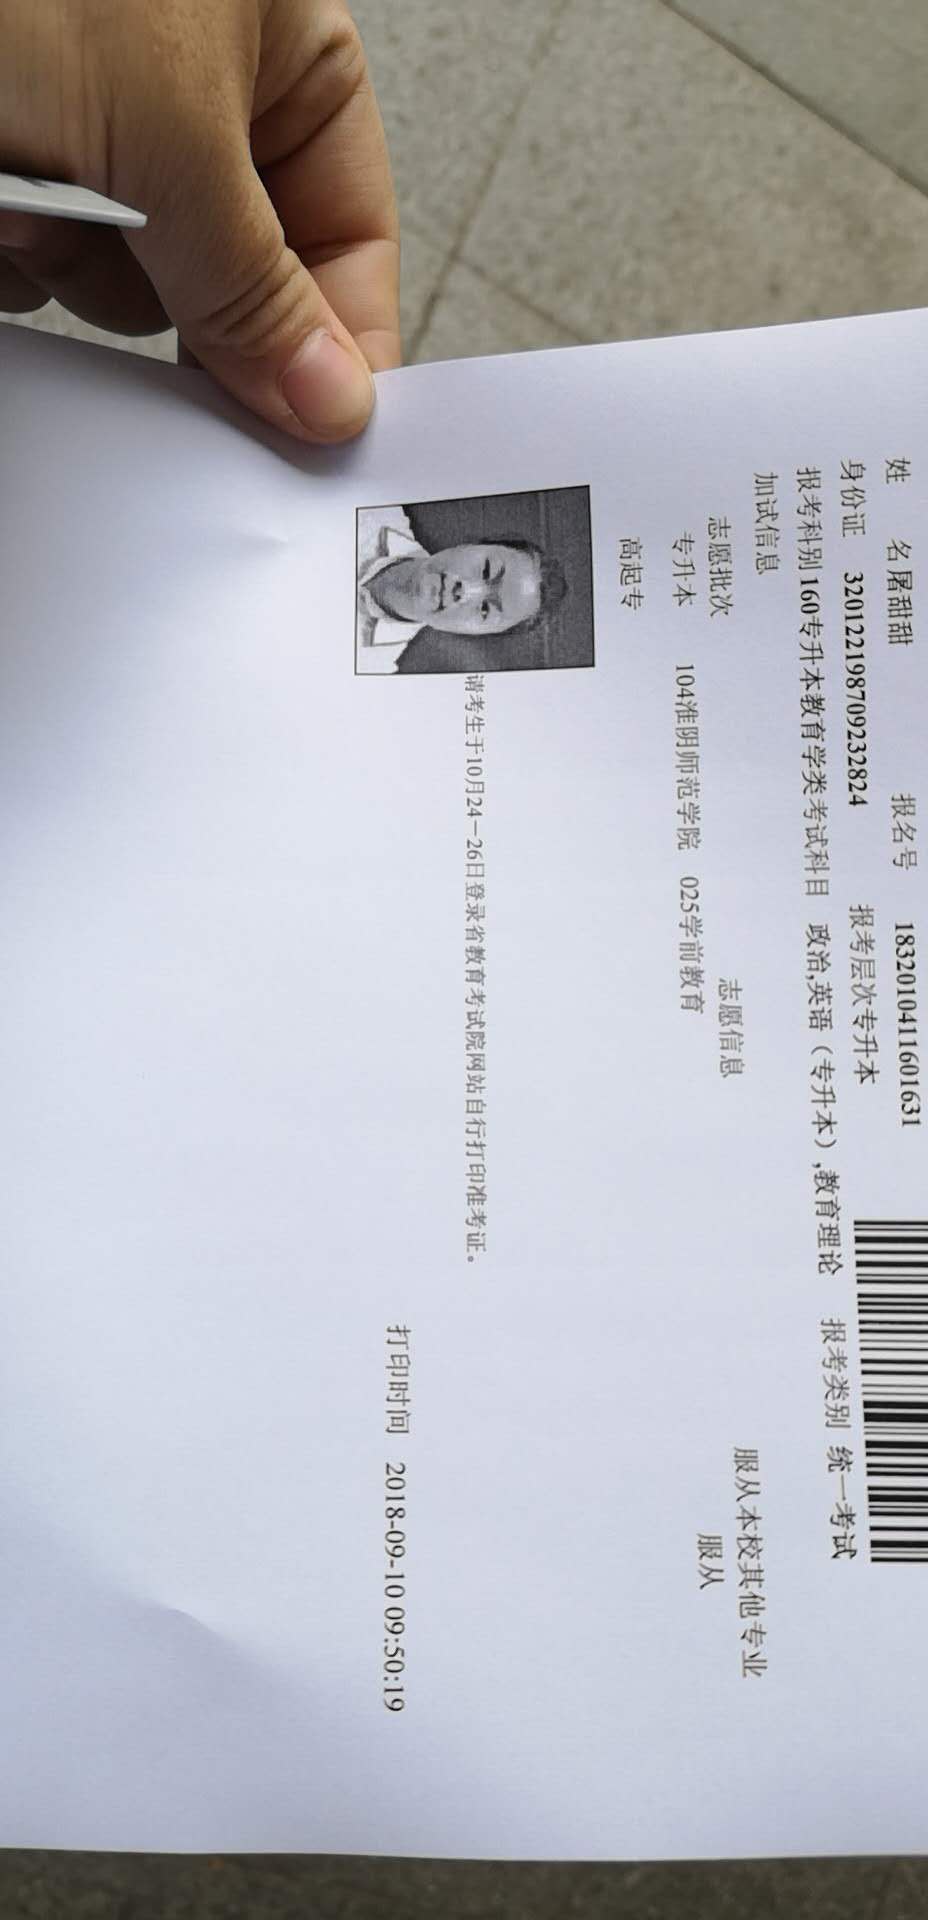 姓 名屠甜甜 报名号 1832010411601631
身份证 320122198709232824 报考层次专升本
报考科别160专升本教育学类考试科目 政治,英语（专升本）,教育理论 报考类别 统一考试
加试信息
志愿批次 志愿信息 服从本校其他专业
专升本 104淮阴师范学院 025学前教育 服从
高起专
请考生于10月24－26日登录省教育考试院网站自行打印准考证。
打印时间 2018-09-10 09:50:19